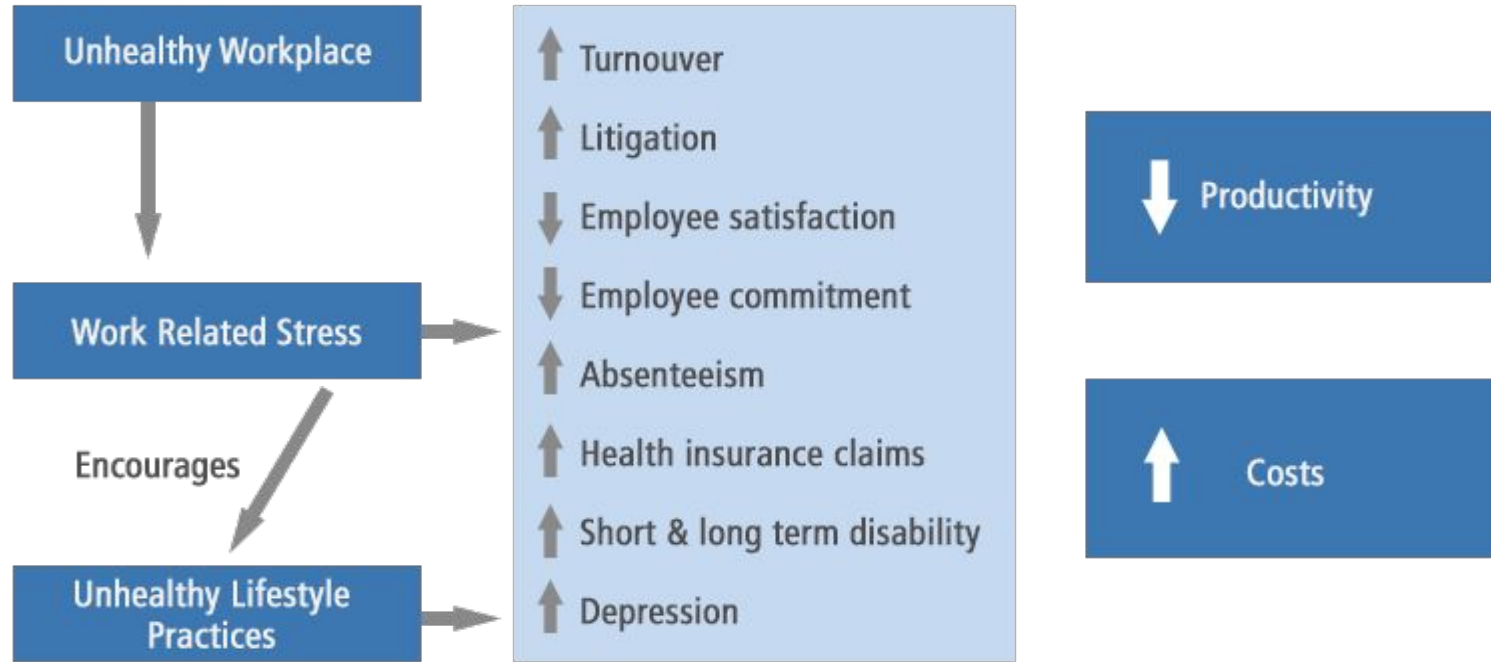 Unhealthy Workplace
Work Related Stress
Encourages
Unhealthy Lifestyle
Practices
Turnouver
Litigation
Employee satisfaction
Employee commitment
Absenteeism
Health insurance claims
Short & long term disability
Depression
Productivity
Costs